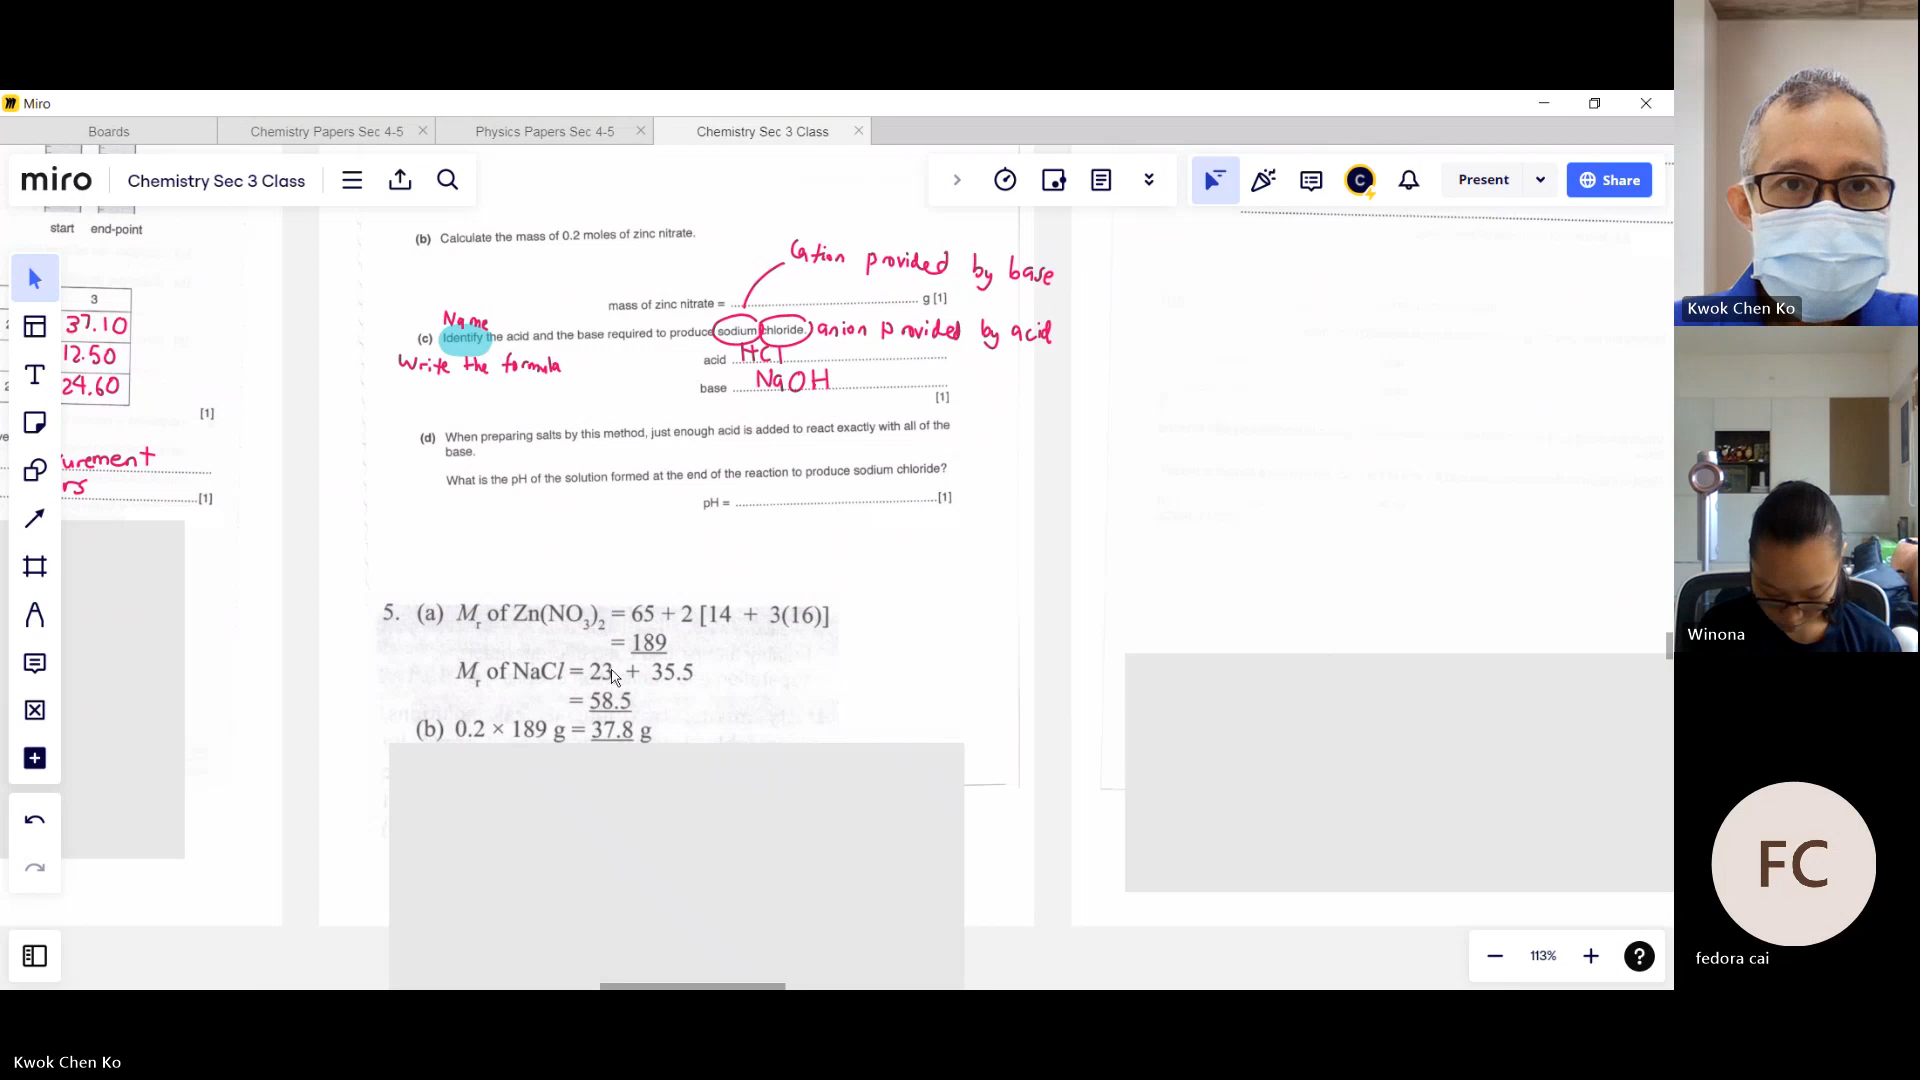 Miro
Boards
Chemistry Papers Sec 4-5
Physics Papers Sec 4-5
Chemistry Sec 3 Class
miro
Chemistry Sec 3 Class
Present
Share
start end-point
3
37.10
12.50
24.60
[1]
urement
rs
[1]
(b) Calculate the mass of 0.2 moles of zinc nitrate.
Cation provided by base
mass of zinc nitrate = g [1]
Name
(c) Identify the acid and the base required to produce sodium chloride. anion provided by acid
Write the formula
acid HCl
base NaOH
[1]
(d) When preparing salts by this method, just enough acid is added to react exactly with all of the
base.
What is the pH of the solution formed at the end of the reaction to produce sodium chloride?
pH = [1]
5. (a) Mr of Zn(NO3)2 = 65 + 2 [14 + 3(16)]
= 189
Mr of NaCl = 23 + 35.5
= 58.5
(b) 0.2 × 189 g = 37.8 g
113%
Kwok Chen Ko
Winona
FC
fedora cai
Kwok Chen Ko